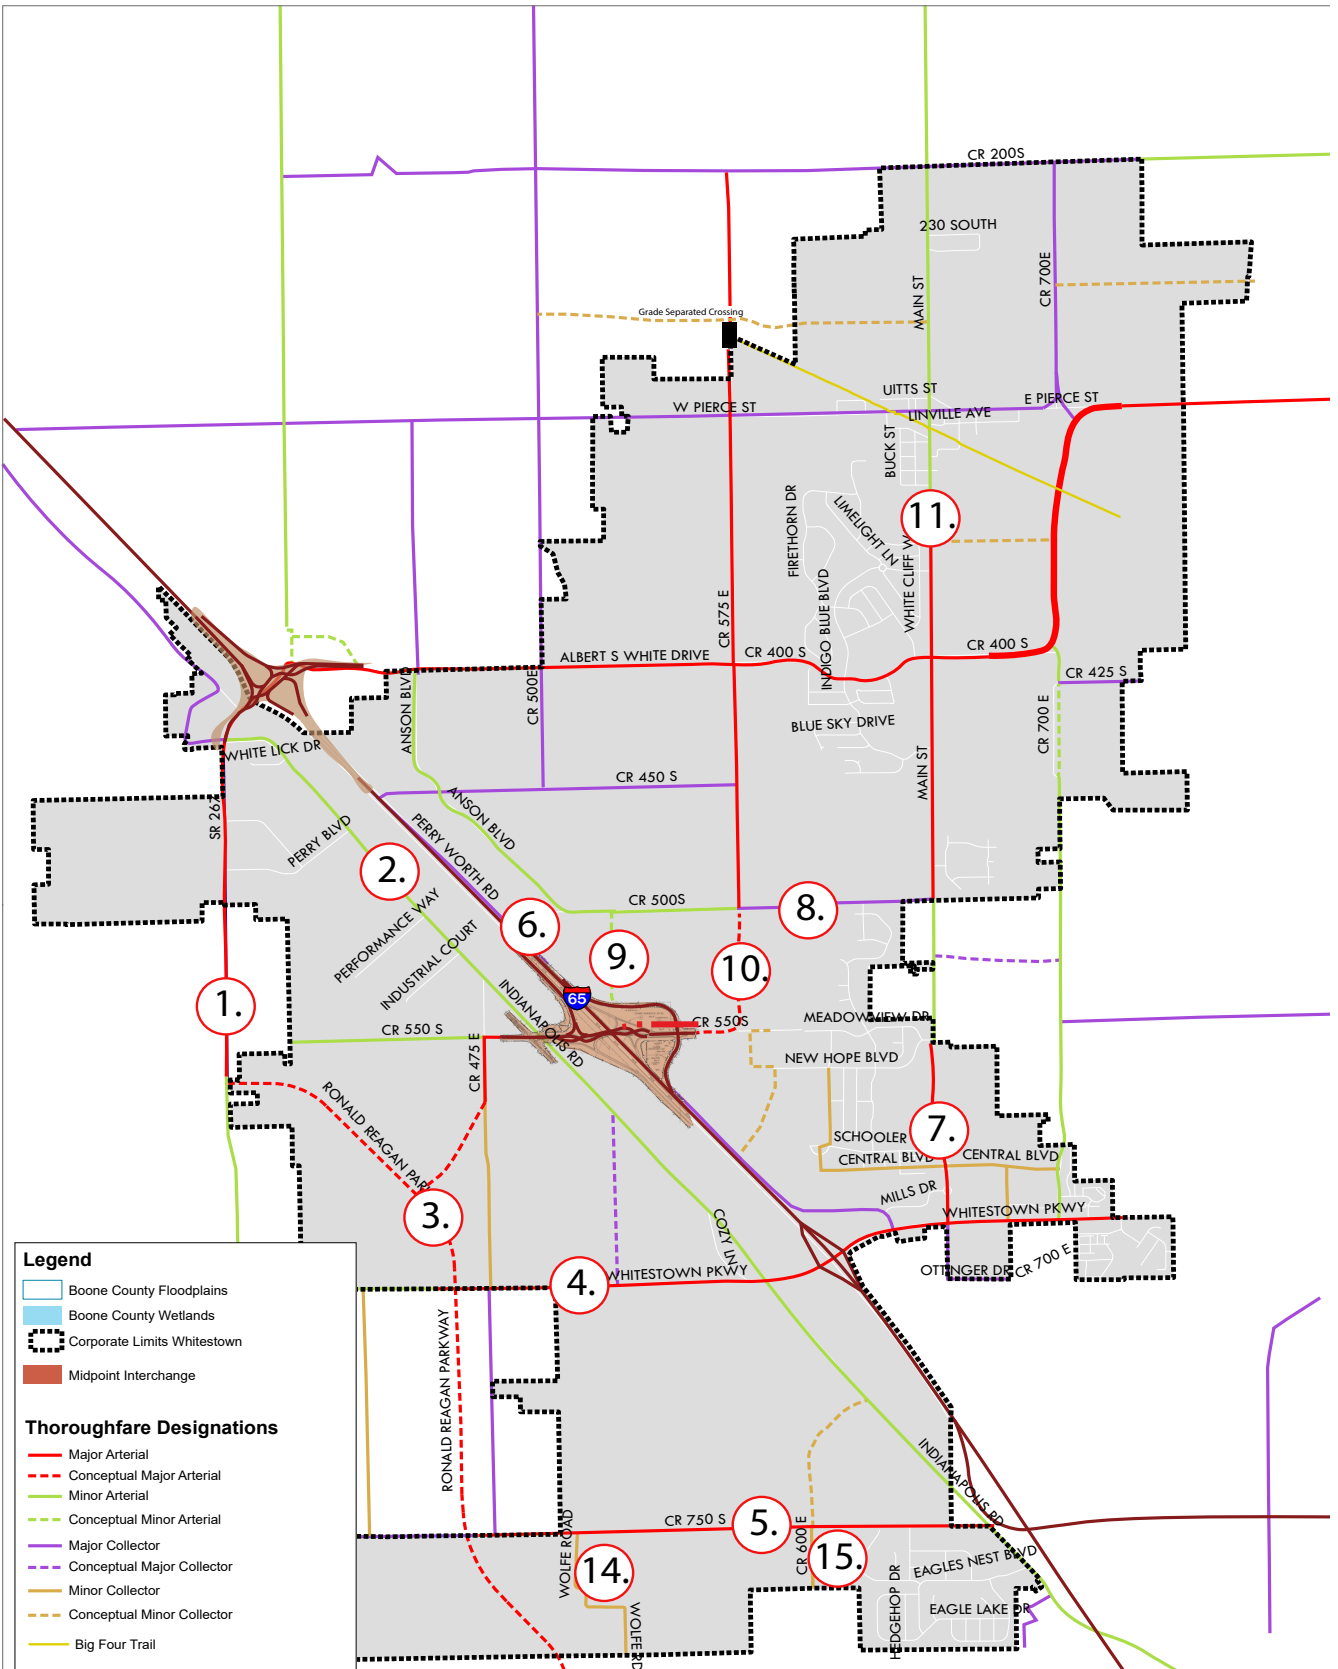 CR 200S
230 SOUTH
CR 700E
MAIN ST
Grade Separated Crossing
UITTS ST
E PIERCE ST
W PIERCE ST
LINVILLE AVE
BUCK ST
11.
FIRETHORN DR
LIMELIGHT LN
WHITE CLIFF W
INDIGO BLUE BLVD
CR 575 E
CR 400 S
CR 400 S
ALBERT S WHITE DRIVE
CR 425 S
CR 500E
ANSON BLVD
BLUE SKY DRIVE
CR 700 E
WHITE LICK DR
MAIN ST
CR 450 S
SR 267
ANSON BLVD
PERRY WORTH RD
PERRY BLVD
2.
CR 500S
8.
PERFORMANCE WAY
6.
INDUSTRIAL COURT
9.
10.
INDIANAPOLIS RD
65
1.
CR 550S
MEADOWVIEW DR
CR 550 S
CR 475 E
NEW HOPE BLVD
RONALD REAGAN PAR
7.
SCHOOLER
CENTRAL BLVD
CENTRAL BLVD
MILLS DR
3.
WHITESTOWN PKWY
COZY LN
OTTINGER DR
CR 700 E
4.
WHITESTOWN PKWY
Legend
Boone County Floodplains
Boone County Wetlands
Corporate Limits Whitestown
Midpoint Interchange
RONALD REAGAN PARKWAY
Thoroughfare Designations
Major Arterial
Conceptual Major Arterial
Minor Arterial
Conceptual Minor Arterial
Major Collector
Conceptual Major Collector
Minor Collector
Conceptual Minor Collector
Big Four Trail
INDIANAPOLIS RD
CR 750 S
5.
WOLFE ROAD
CR 600 E
14.
15.
EAGLES NEST BLVD
HEDGEHOP DR
EAGLE LAKE DR
WOLFE RD